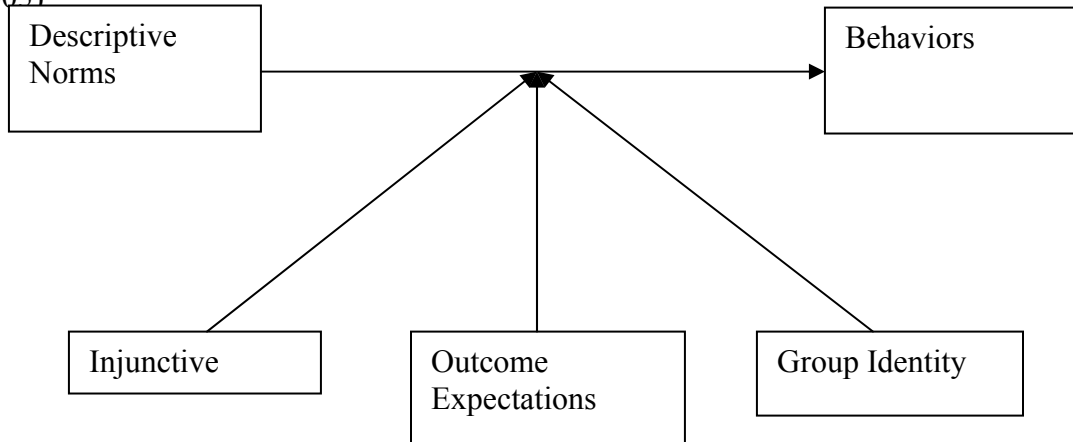 Descriptive
Norms
Behaviors
Injunctive
Outcome
Expectations
Group Identity